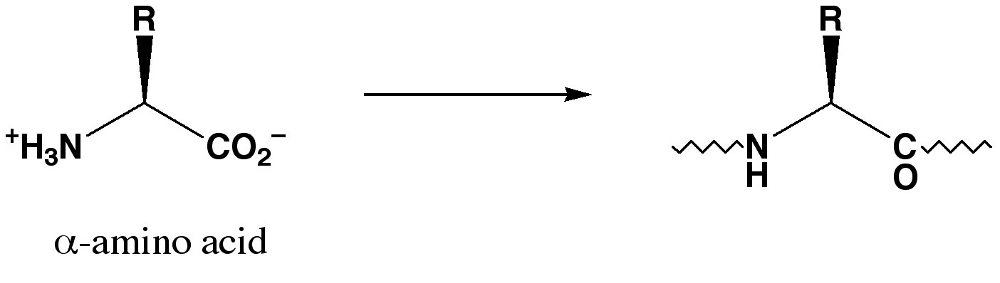 R R
⁺H₃N CO₂⁻ N C
H O
α-amino acid